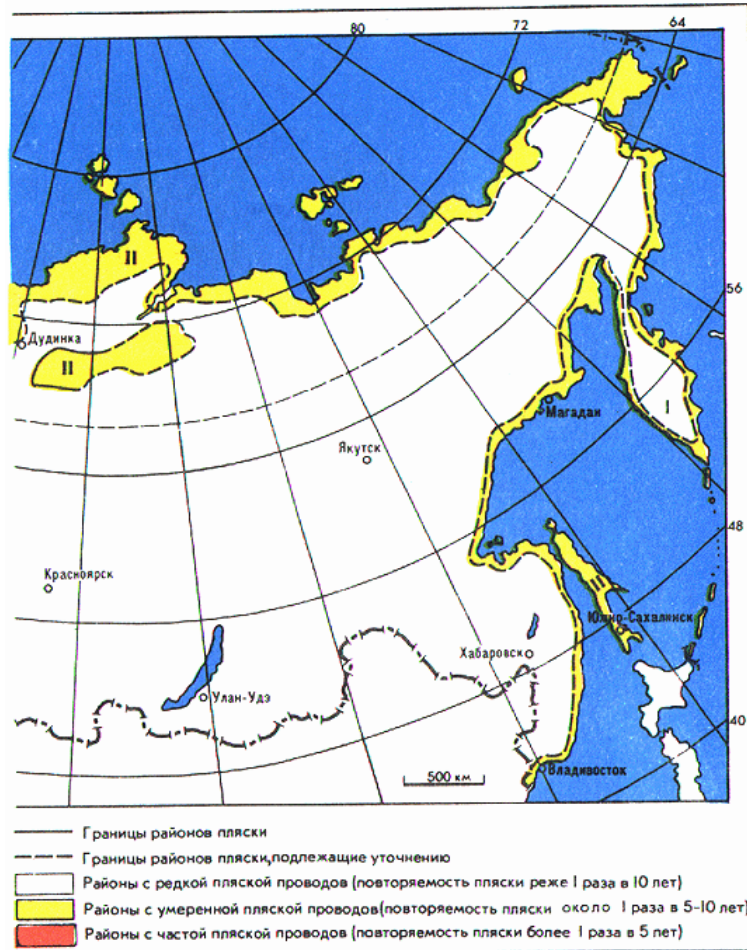 80 72 64
II
Дудинка
II
56
I
Магадан
Якутск
48
Красноярск
II
Южно-Сахалинск
Хабаровск
Улан-Удэ
40
500 км
Владивосток
Границы районов пляски
Границы районов пляски, подлежащие уточнению
Районы с редкой пляской проводов (повторяемость пляски реже 1 раза в 10 лет)
Районы с умеренной пляской проводов (повторяемость пляски около 1 раза в 5-10 лет)
Районы с частой пляской проводов (повторяемость пляски более 1 раза в 5 лет)